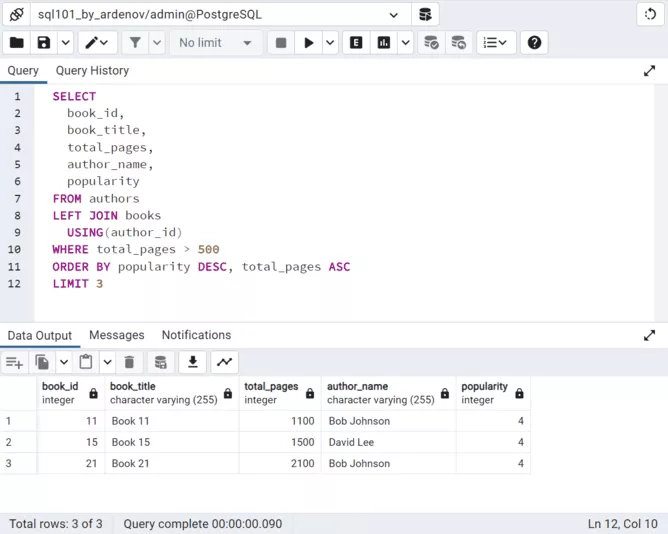 sql101_by_ardenov/admin@PostgreSQL
No limit
E
Query Query History
1 SELECT
2 book_id,
3 book_title,
4 total_pages,
5 author_name,
6 popularity
7 FROM authors
8 LEFT JOIN books
9 USING(author_id)
10 WHERE total_pages > 500
11 ORDER BY popularity DESC, total_pages ASC
12 LIMIT 3
Data Output Messages Notifications
book_id book_title total_pages author_name popularity
integer character varying (255) integer character varying (255) integer
1 11 Book 11 1100 Bob Johnson 4
2 15 Book 15 1500 David Lee 4
3 21 Book 21 2100 Bob Johnson 4
Total rows: 3 of 3 Query complete 00:00:00.090 Ln 12, Col 10